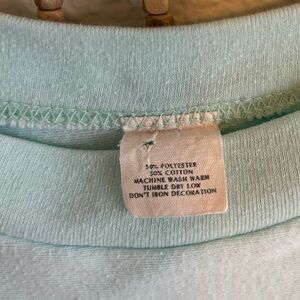 50% POLYESTER
50% COTTON
MACHINE WASH WARM
TUMBLE DRY LOW
DON'T IRON DECORATION